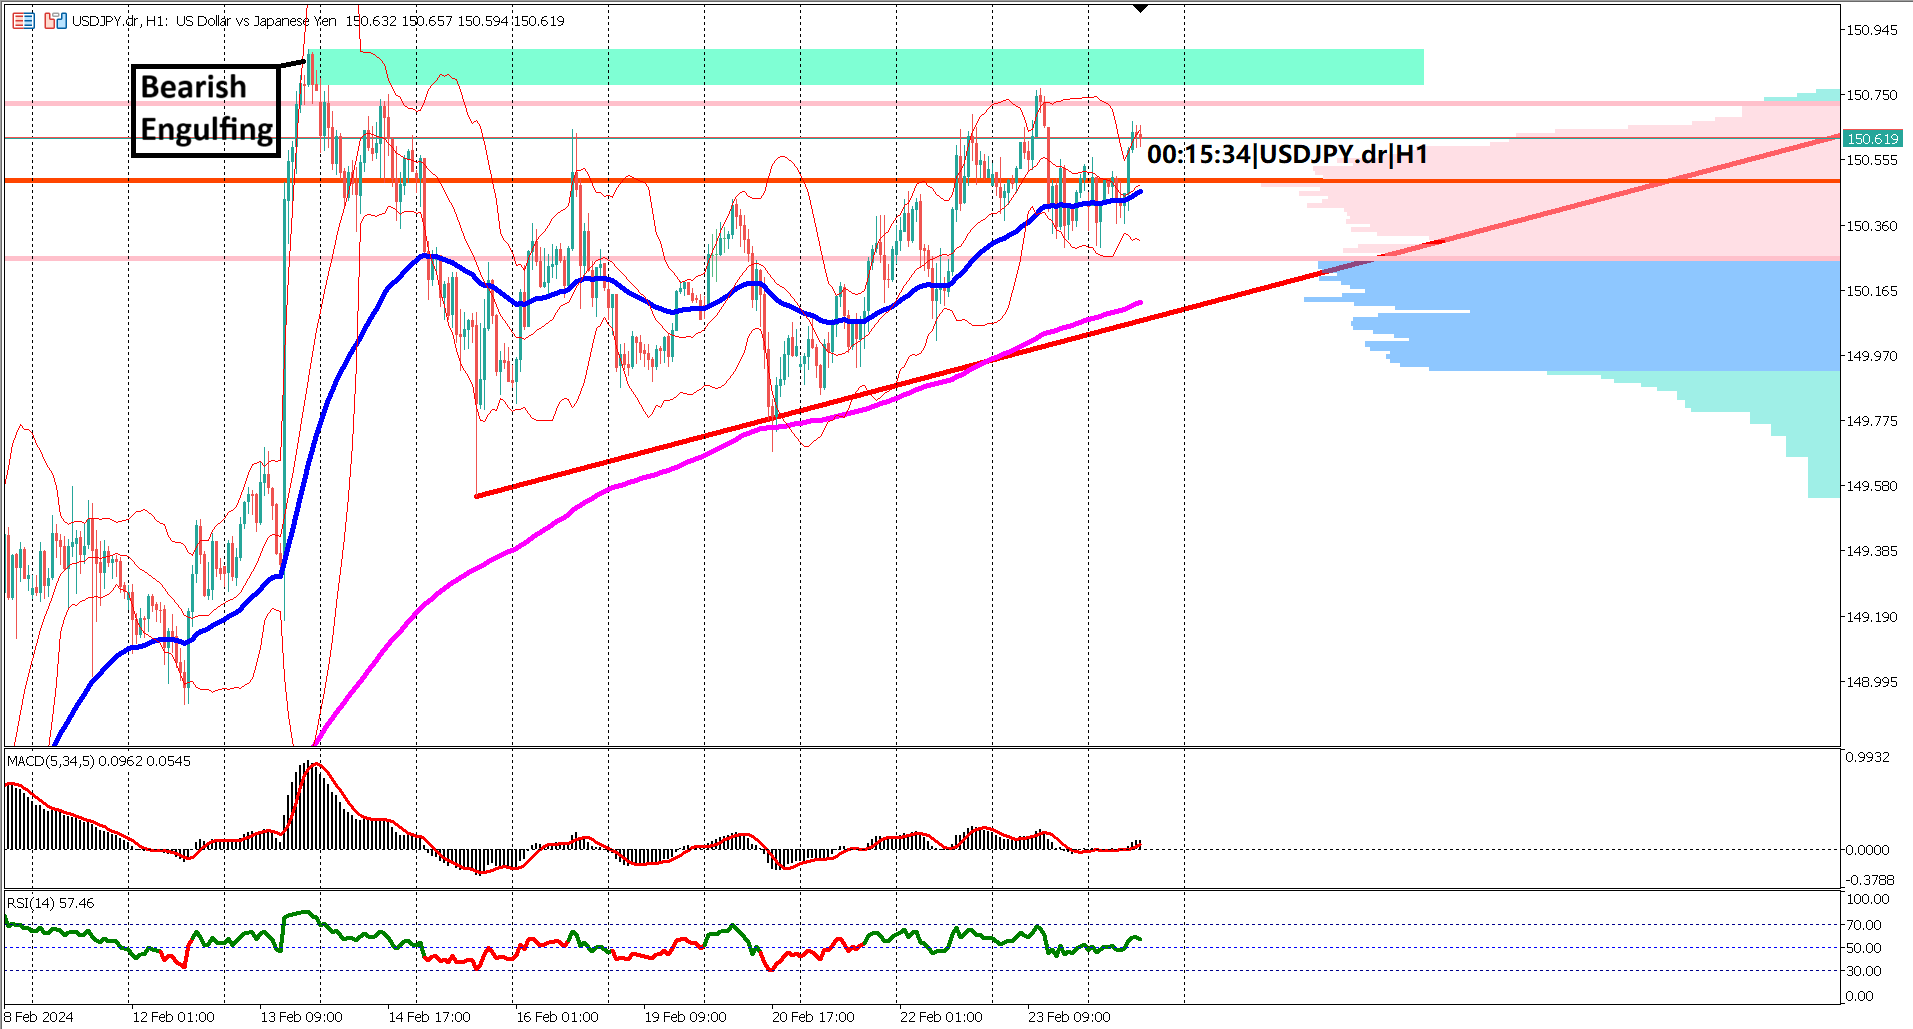 USDJPY.dr, H1: US Dollar vs Japanese Yen 150.632 150.657 150.594 150.619
Bearish
Engulfing
00:15:34|USDJPY.dr|H1
150.945
150.750
150.619
150.555
150.360
150.165
149.970
149.775
149.580
149.385
149.190
148.995
MACD(5,34,5) 0.0962 0.0545
0.9932
0.0000
-0.3788
RSI(14) 57.46
100.00
70.00
50.00
30.00
0.00
8 Feb 2024
12 Feb 01:00
13 Feb 09:00
14 Feb 17:00
16 Feb 01:00
19 Feb 09:00
20 Feb 17:00
22 Feb 01:00
23 Feb 09:00